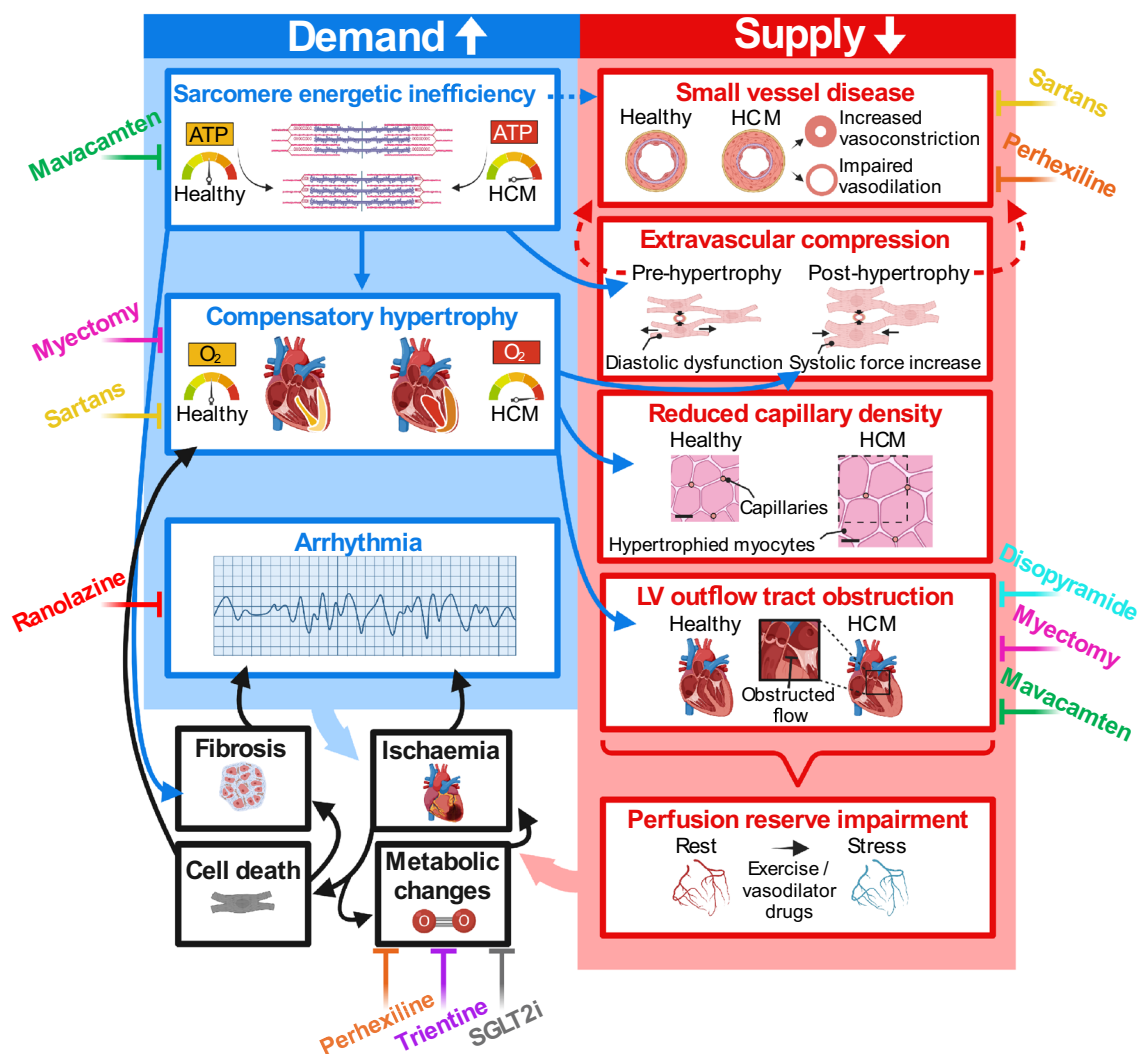 Demand
Supply
Sarcomere energetic inefficiency
ATP
ATP
Healthy
HCM
Mavacamten
Small vessel disease
Healthy
HCM
Increased
vasoconstriction
Impaired
vasodilation
Sartans
Perhexiline
Extravascular compression
Pre-hypertrophy
Post-hypertrophy
Diastolic dysfunction
Systolic force increase
Compensatory hypertrophy
O₂
O₂
Healthy
HCM
Myectomy
Sartans
Reduced capillary density
Healthy
HCM
Capillaries
Hypertrophied myocytes
Arrhythmia
Ranolazine
LV outflow tract obstruction
Healthy
HCM
Obstructed
flow
Disopyramide
Myectomy
Mavacamten
Fibrosis
Ischaemia
Cell death
Metabolic
changes
O
O
Perfusion reserve impairment
Rest
Stress
Exercise /
vasodilator
drugs
Perhexiline
Trientine
SGLT2i